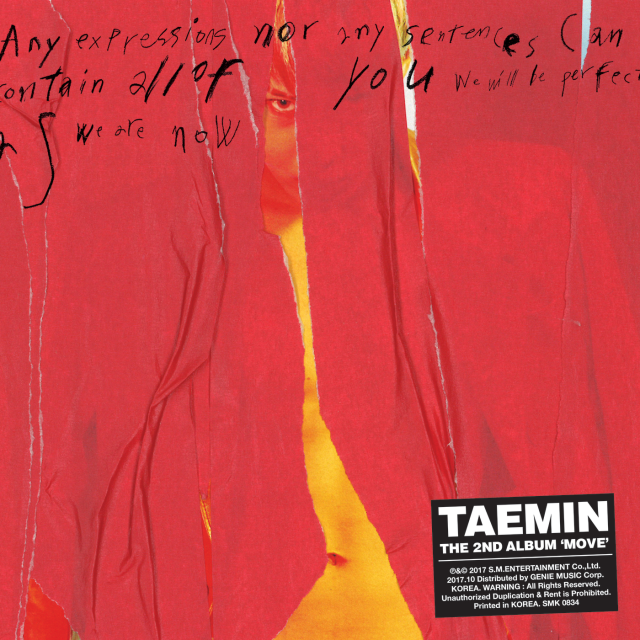 Any expressions nor any sentences Can
contain all of you We will be perfect
as we are now
TAEMIN
THE 2ND ALBUM 'MOVE'
℗&© 2017 S.M.ENTERTAINMENT Co.,Ltd.
2017.10 Distributed by GENIE MUSIC Corp.
KOREA. WARNING : All Rights Reserved.
Unauthorized Duplication & Rent is Prohibited.
Printed in KOREA. SMK 0834